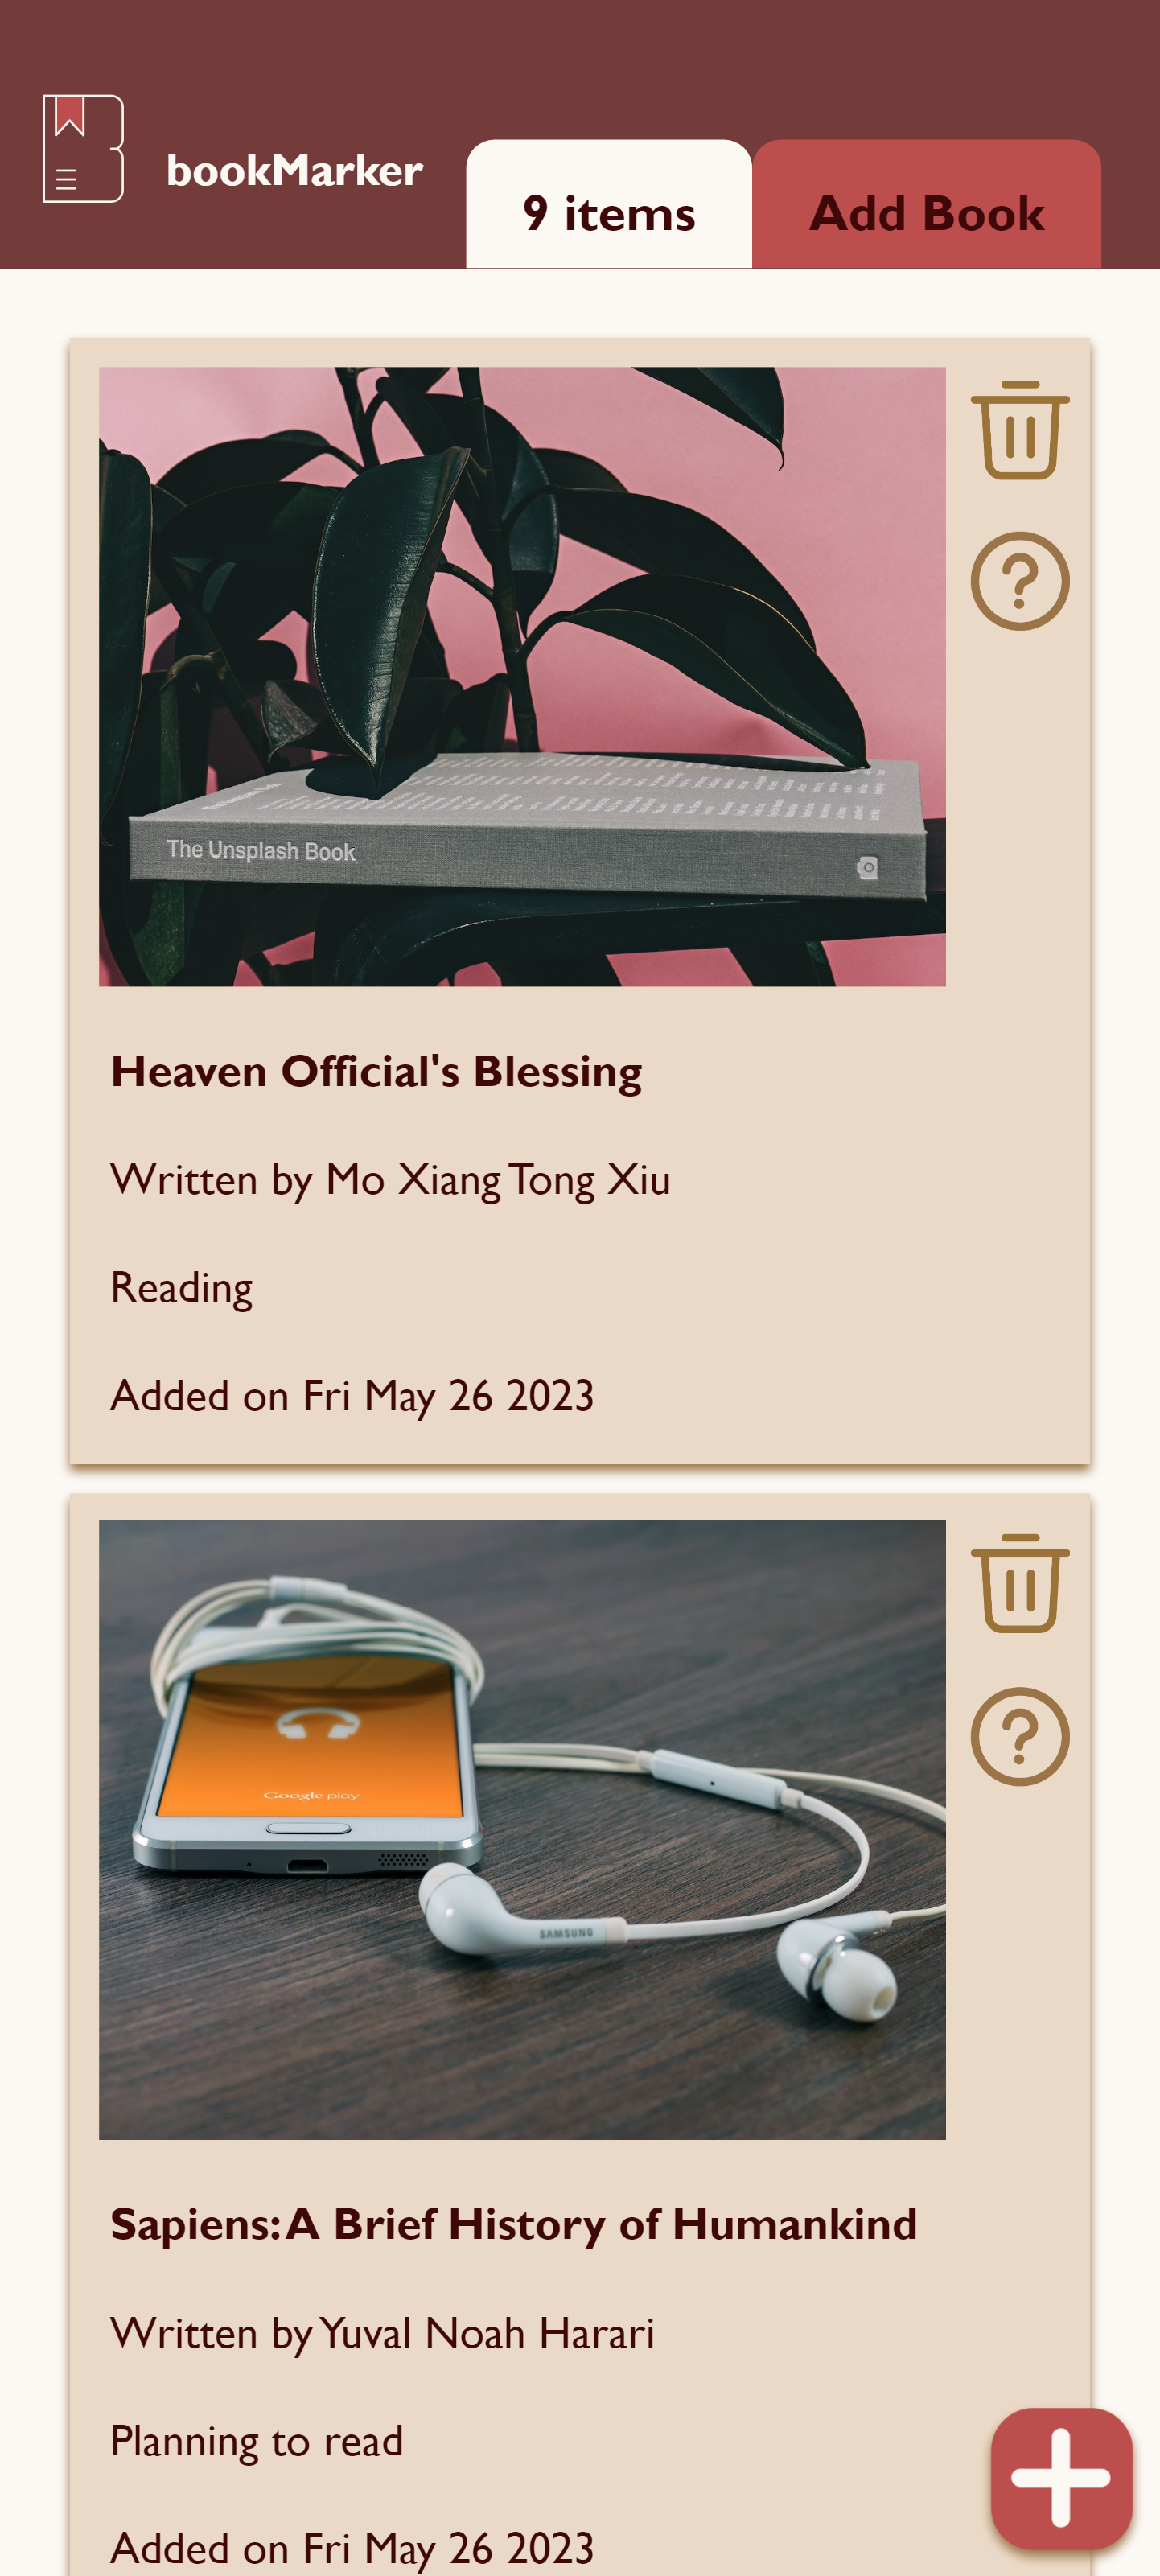 bookMarker
9 items
Add Book
The Unsplash Book
Heaven Official's Blessing
Written by Mo Xiang Tong Xiu
Reading
Added on Fri May 26 2023
Google play
SAMSUNG
Sapiens: A Brief History of Humankind
Written by Yuval Noah Harari
Planning to read
Added on Fri May 26 2023